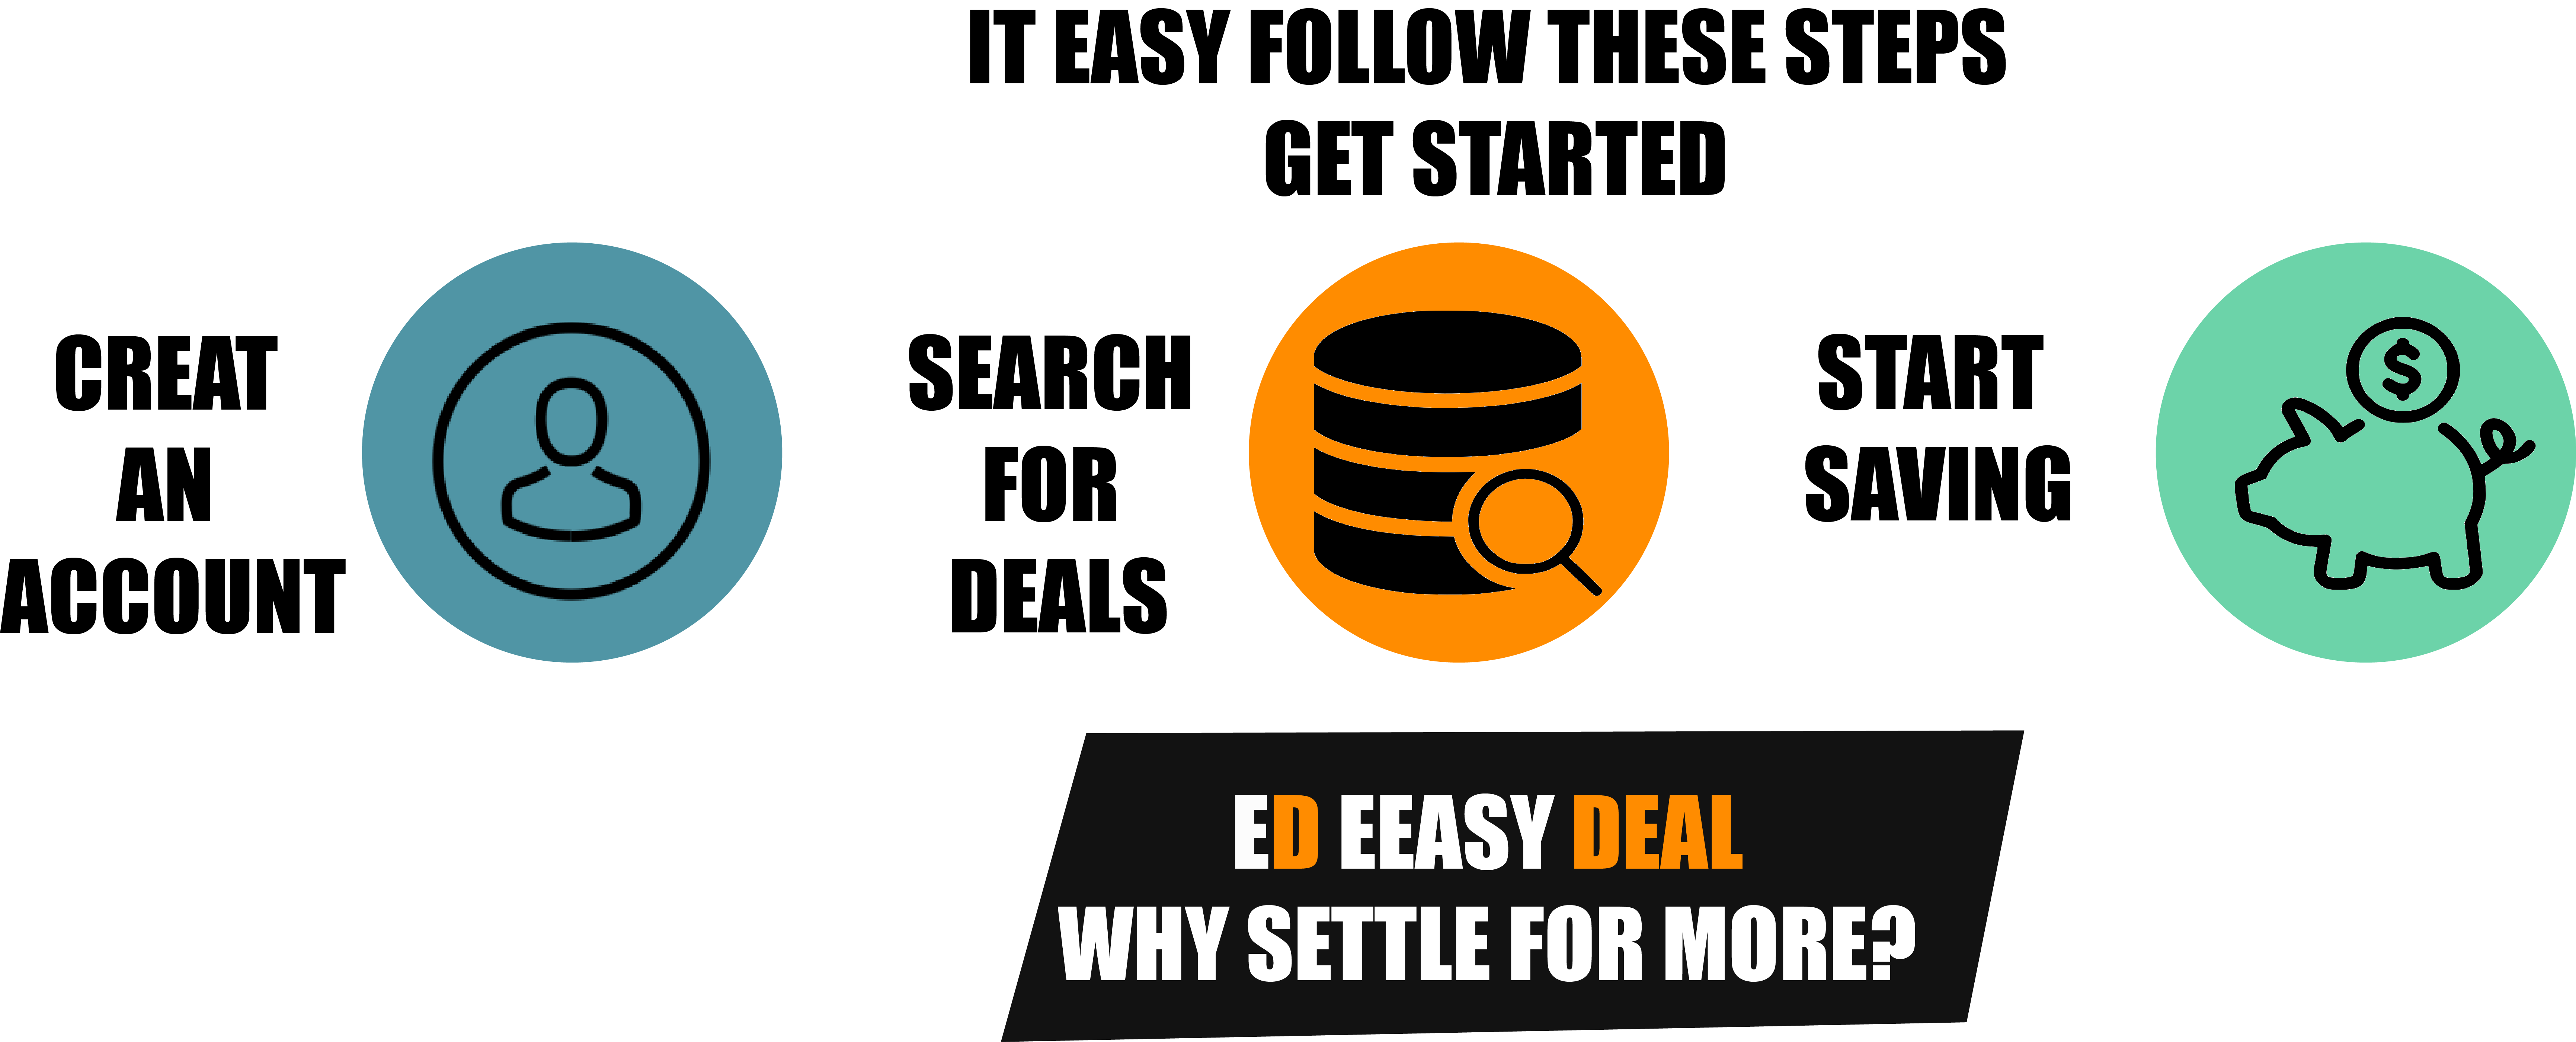 IT EASY FOLLOW THESE STEPS
GET STARTED
CREAT
AN
ACCOUNT
SEARCH
FOR
DEALS
START
SAVING
$
ED EEASY DEAL
WHY SETTLE FOR MORE?